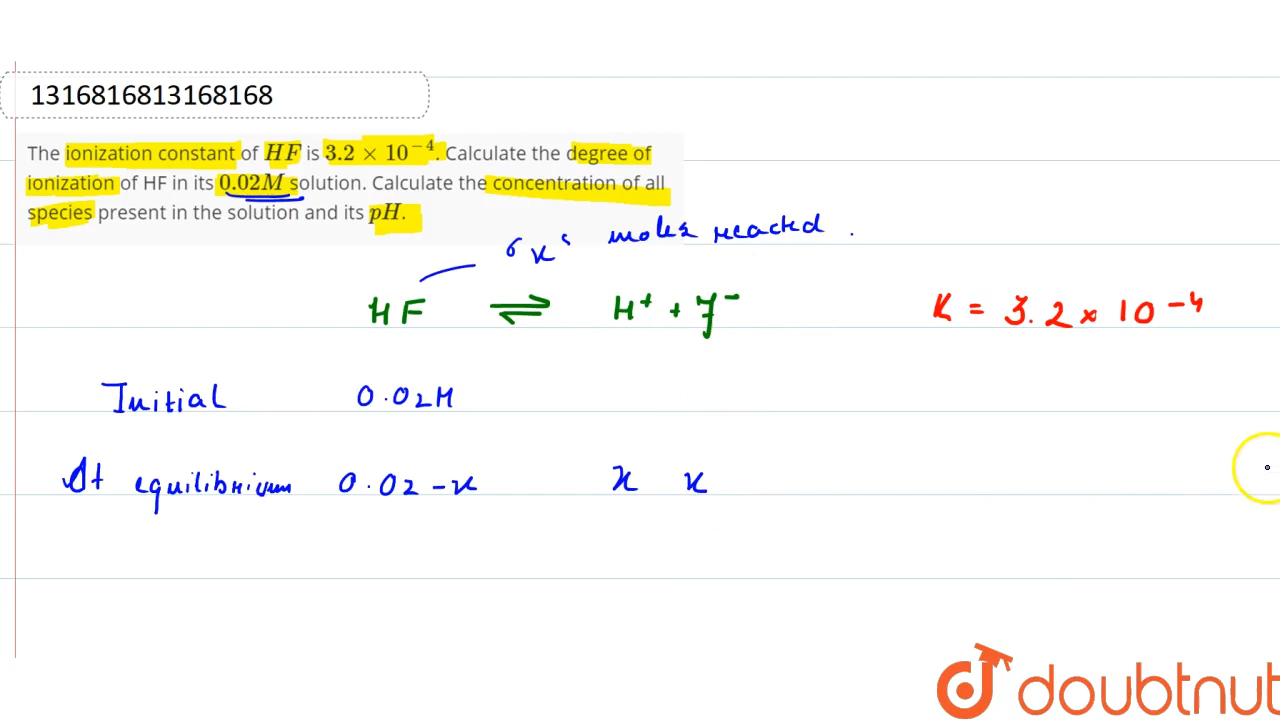 1316816813168168
The ionization constant of HF is 3.2 × 10⁻⁴. Calculate the degree of
ionization of HF in its 0.02M solution. Calculate the concentration of all
species present in the solution and its pH.
'x' moles reacted.
HF ⇌ H⁺ + F⁻ K = 3.2 × 10⁻⁴
Initial 0.02M
At equilibrium 0.02 - x x x
doubtnut